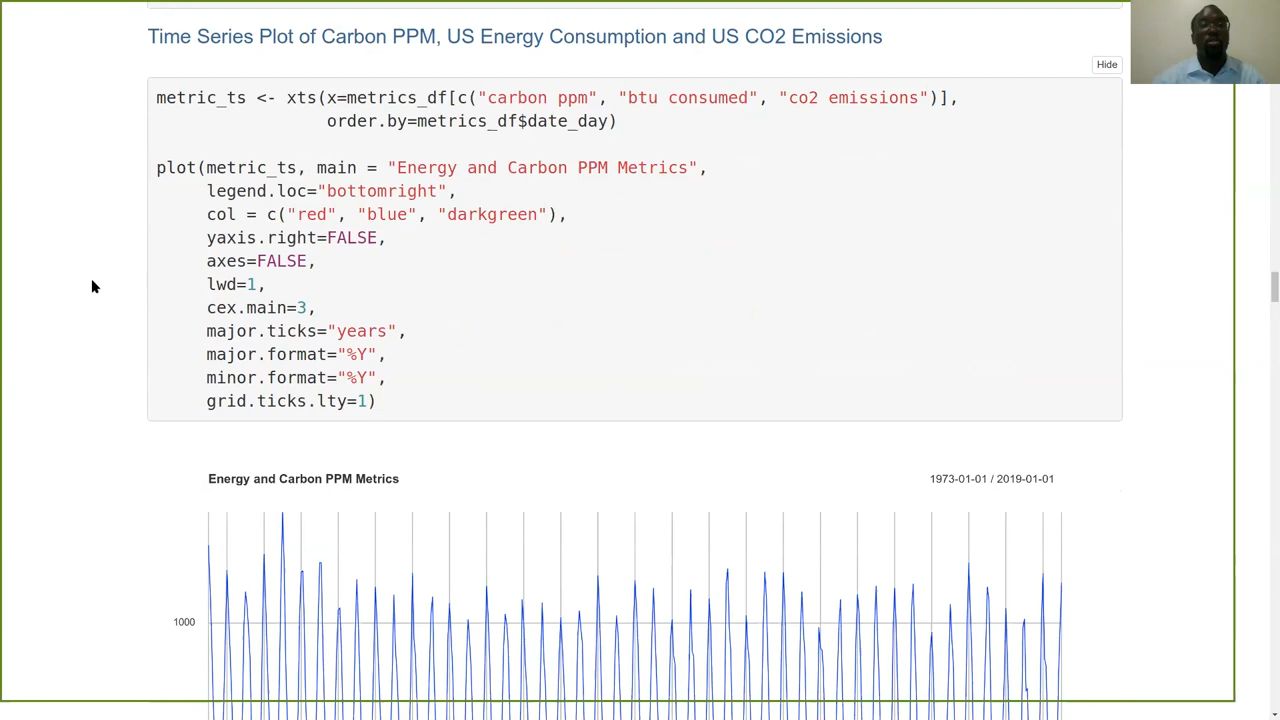 Time Series Plot of Carbon PPM, US Energy Consumption and US CO2 Emissions
Hide
metric_ts <- xts(x=metrics_df[c("carbon ppm", "btu consumed", "co2 emissions")],
order.by=metrics_df$date_day)
plot(metric_ts, main = "Energy and Carbon PPM Metrics",
legend.loc="bottomright",
col = c("red", "blue", "darkgreen"),
yaxis.right=FALSE,
axes=FALSE,
lwd=1,
cex.main=3,
major.ticks="years",
major.format="%Y",
minor.format="%Y",
grid.ticks.lty=1)
Energy and Carbon PPM Metrics
1973-01-01 / 2019-01-01
1000